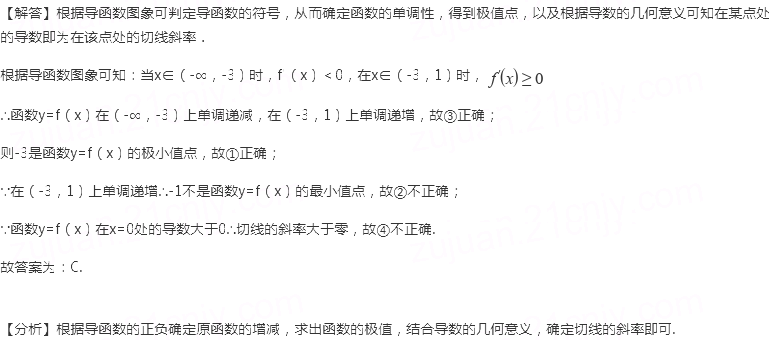 【解答】根据导函数图象可判定导函数的符号，从而确定函数的单调性，得到极值点，以及根据导数的几何意义可知在某点处
的导数即为在该点处的切线斜率．
根据导函数图象可知：当x∈（-∞，-3）时，f（x）＜0，在x∈（-3，1）时， f(x)≥0
∴函数y=f（x）在（-∞，-3）上单调递减，在（-3，1）上单调递增，故③正确；
则-3是函数y=f（x）的极小值点，故①正确；
∵在（-3，1）上单调递增∴-1不是函数y=f（x）的最小值点，故②不正确；
∵函数y=f（x）在x=0处的导数大于0∴切线的斜率大于零，故④不正确.
故答案为：C.
【分析】根据导函数的正负确定原函数的增减，求出函数的极值，结合导数的几何意义，确定切线的斜率即可.